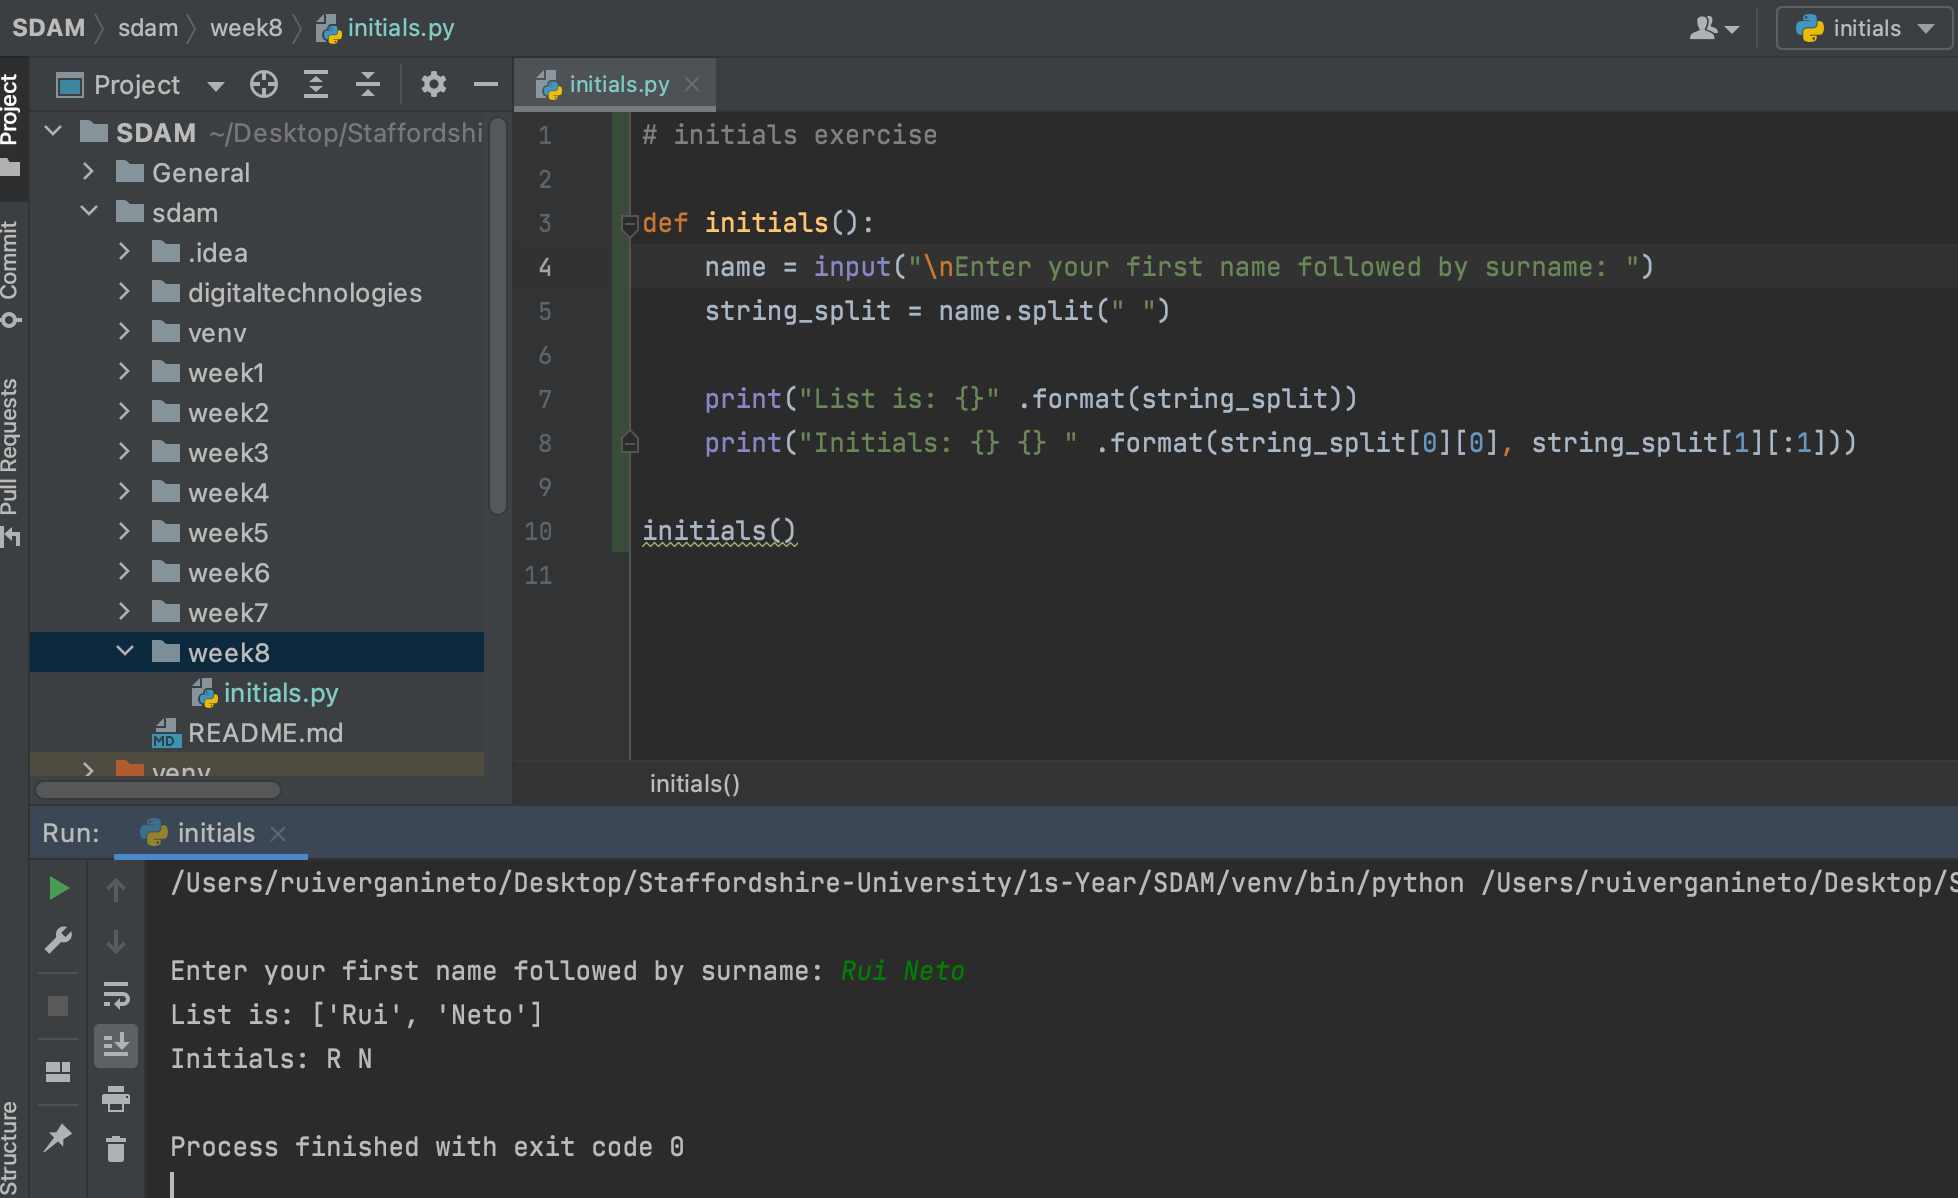 SDAM sdam week8 initials.py initials
Project
Commit
Pull Requests
Structure
Project initials.py
SDAM ~/Desktop/Staffordshi
General
sdam
.idea
digitaltechnologies
venv
week1
week2
week3
week4
week5
week6
week7
week8
initials.py
MD README.md
venv
1 # initials exercise
2
3 def initials():
4 name = input("\nEnter your first name followed by surname: ")
5 string_split = name.split(" ")
6
7 print("List is: {}" .format(string_split))
8 print("Initials: {} {} " .format(string_split[0][0], string_split[1][:1]))
9
10 initials()
11
initials()
Run: initials
/Users/ruiverganineto/Desktop/Staffordshire-University/1s-Year/SDAM/venv/bin/python /Users/ruiverganineto/Desktop/S
Enter your first name followed by surname: Rui Neto
List is: ['Rui', 'Neto']
Initials: R N
Process finished with exit code 0